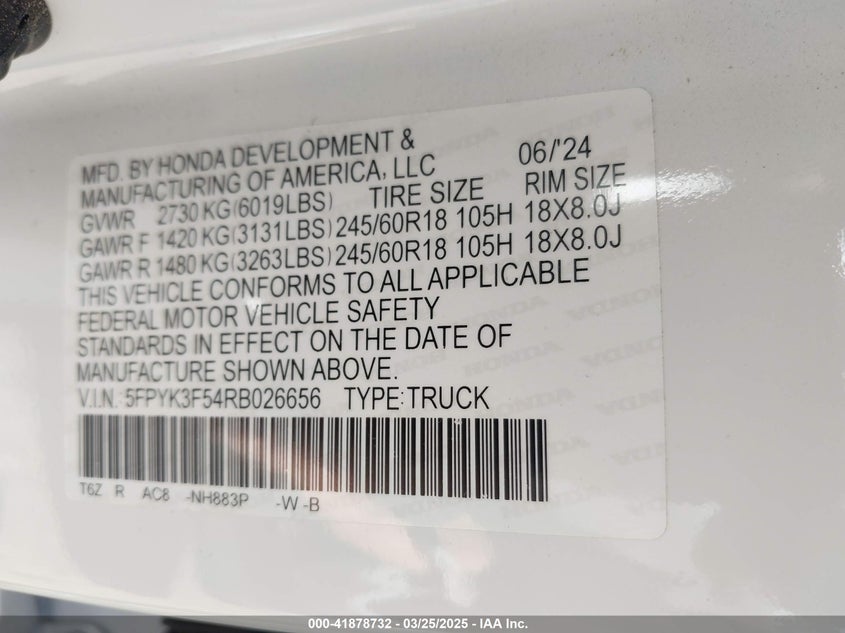 MFD. BY HONDA DEVELOPMENT & 06/'24
MANUFACTURING OF AMERICA, LLC
GVWR 2730 KG(6019LBS) TIRE SIZE RIM SIZE
GAWR F 1420 KG(3131LBS) 245/60R18 105H 18X8.0J
GAWR R 1480 KG(3263LBS) 245/60R18 105H 18X8.0J
THIS VEHICLE CONFORMS TO ALL APPLICABLE
FEDERAL MOTOR VEHICLE SAFETY
STANDARDS IN EFFECT ON THE DATE OF
MANUFACTURE SHOWN ABOVE.
V.I.N.: 5FPYK3F54RB026656 TYPE: TRUCK
T6Z R AC8 -NH883P -W -B
HONDA
000-41878732 - 03/25/2025 - IAA Inc.